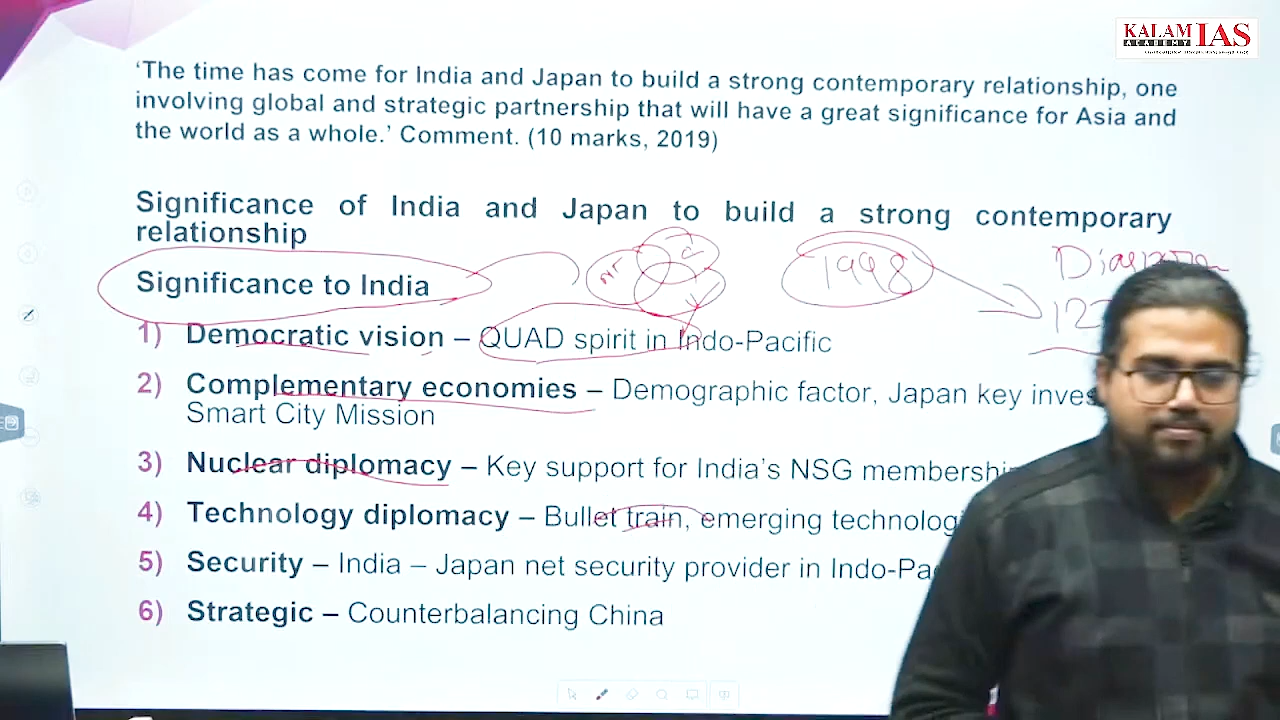 KALAM IAS
ACADEMY
‘The time has come for India and Japan to build a strong contemporary relationship, one
involving global and strategic partnership that will have a great significance for Asia and
the world as a whole.’ Comment. (10 marks, 2019)
Significance of India and Japan to build a strong contemporary
relationship
Significance to India
1998
1) Democratic vision – QUAD spirit in Indo-Pacific
2) Complementary economies – Demographic factor, Japan key
Smart City Mission
3) Nuclear diplomacy – Key support for India’s NSG
4) Technology diplomacy – Bullet train, emerging
5) Security – India – Japan net security provider in
6) Strategic – Counterbalancing China